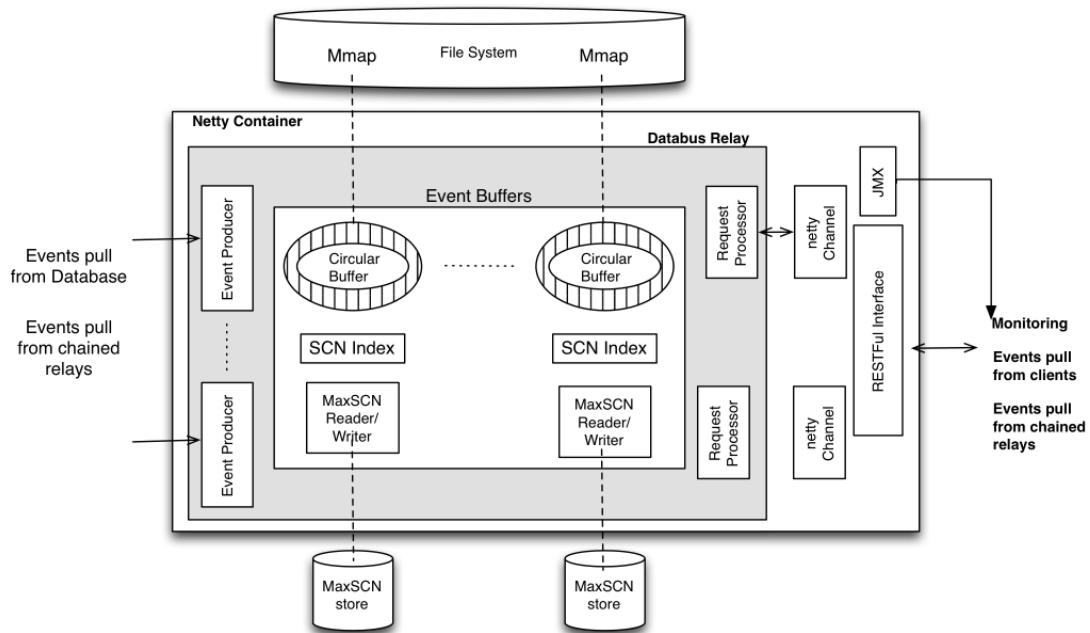 File System
Mmap
Mmap
Netty Container
Databus Relay
Event Buffers
Event Producer
Circular
Buffer
Circular
Buffer
Request
Processor
netty
Channel
JMX
Events pull
from Database
Events pull
from chained
relays
SCN Index
SCN Index
RESTFul Interface
Monitoring
Events pull
from clients
Events pull
from chained
relays
Event Producer
MaxSCN
Reader/
Writer
MaxSCN
Reader/
Writer
Request
Processor
netty
Channel
MaxSCN
store
MaxSCN
store